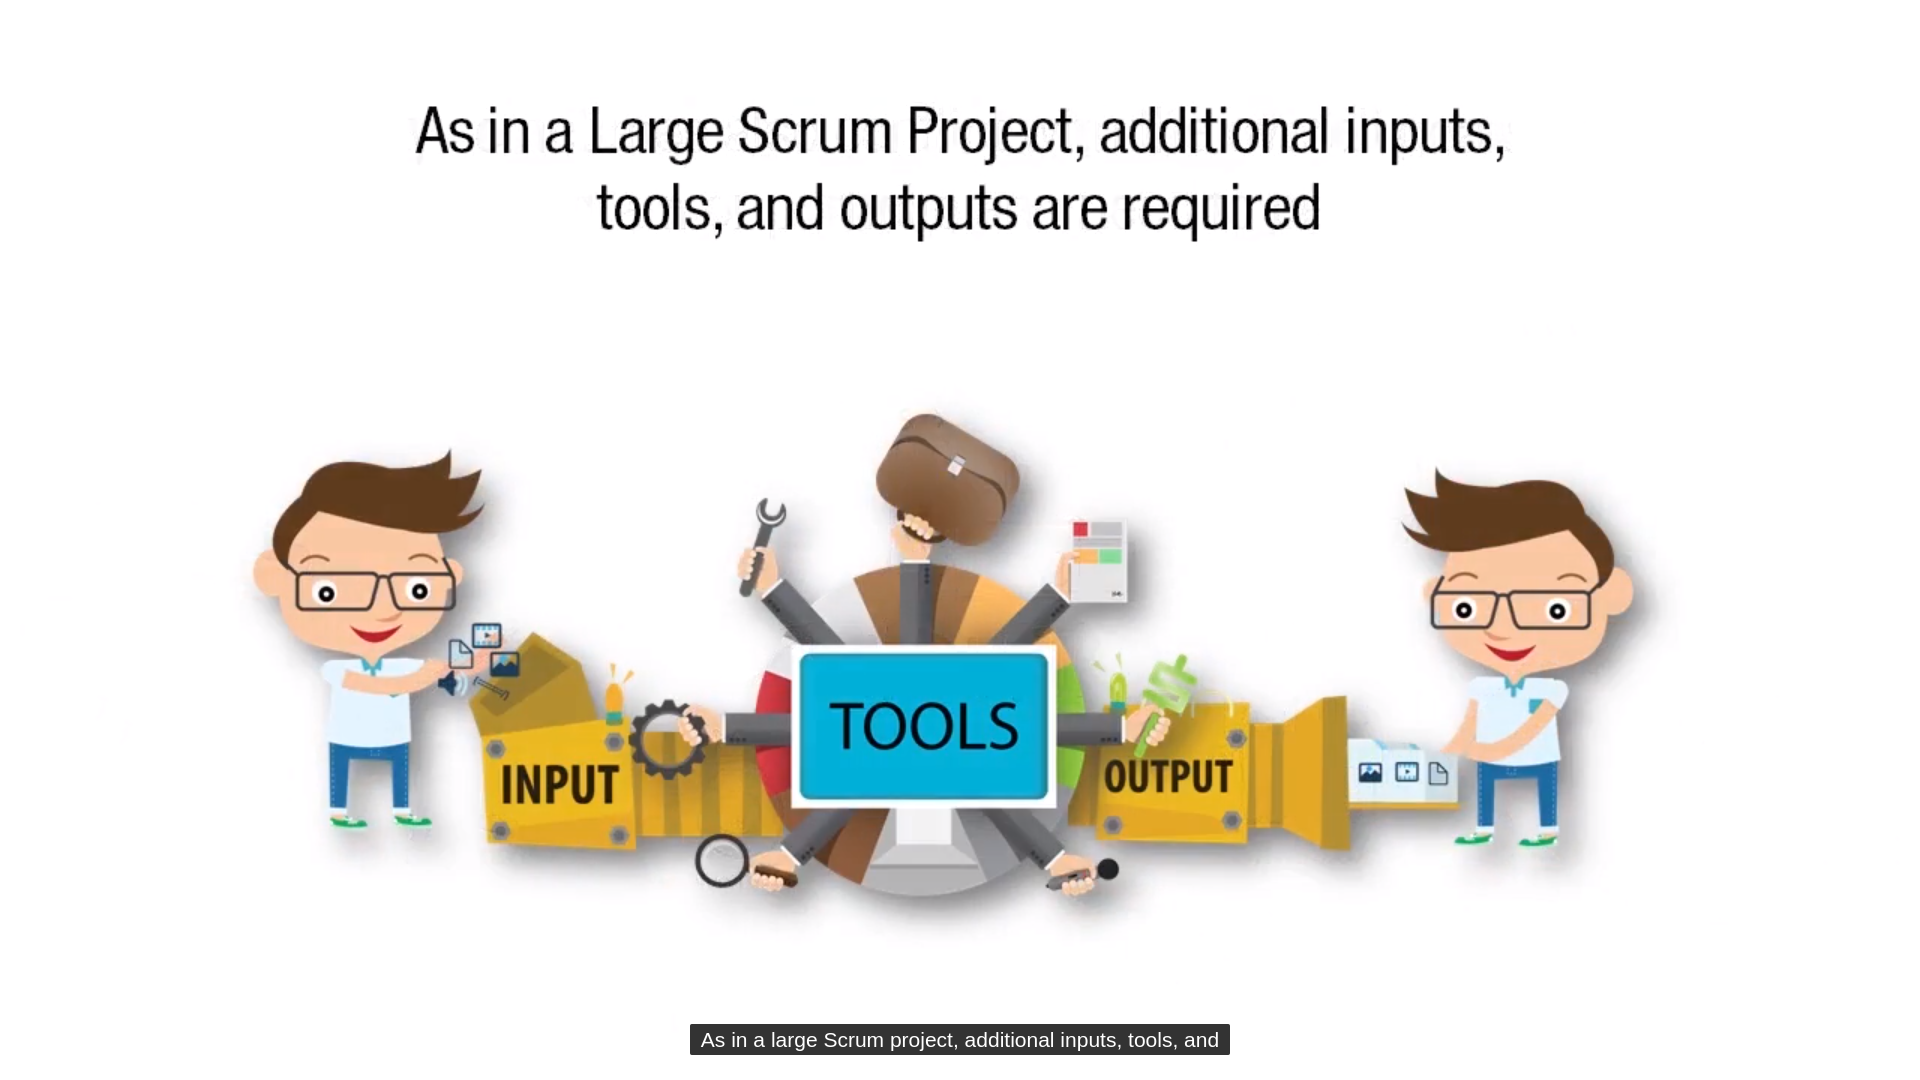 As in a Large Scrum Project, additional inputs,
tools, and outputs are required
TOOLS
INPUT
OUTPUT
As in a large Scrum project, additional inputs, tools, and